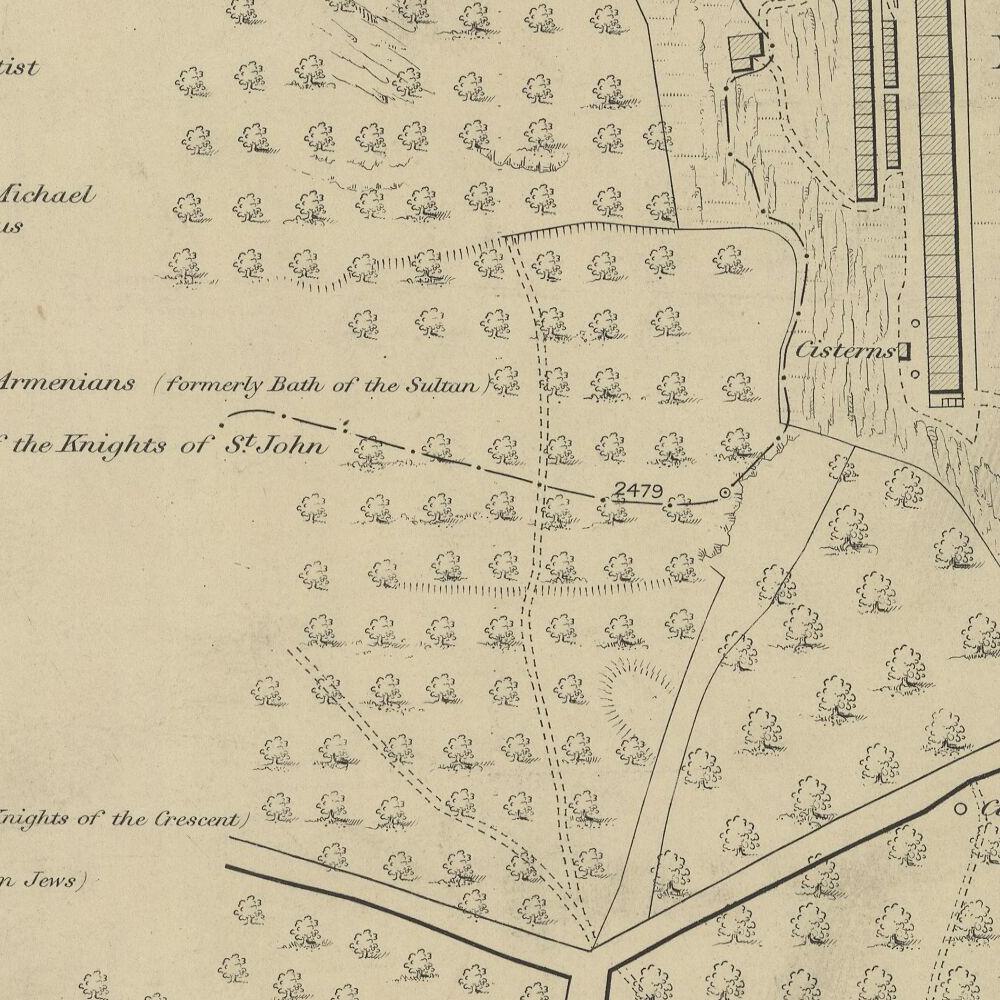 tist
Michael
us
Cisterns
Armenians (formerly Bath of the Sultan)
f the Knights of St. John
2479
Knights of the Crescent)
n Jews)